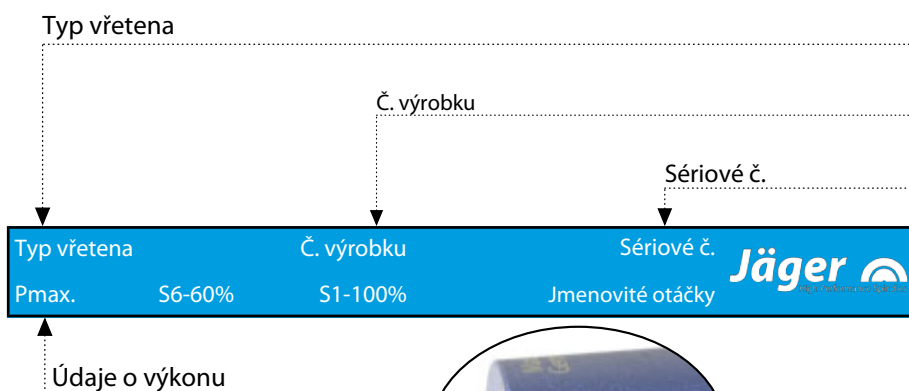 Typ vřetena
Č. výrobku
Sériové č.
Typ vřetena Č. výrobku Sériové č.
Jäger
Pmax. S6-60% S1-100% Jmenovité otáčky
Údaje o výkonu